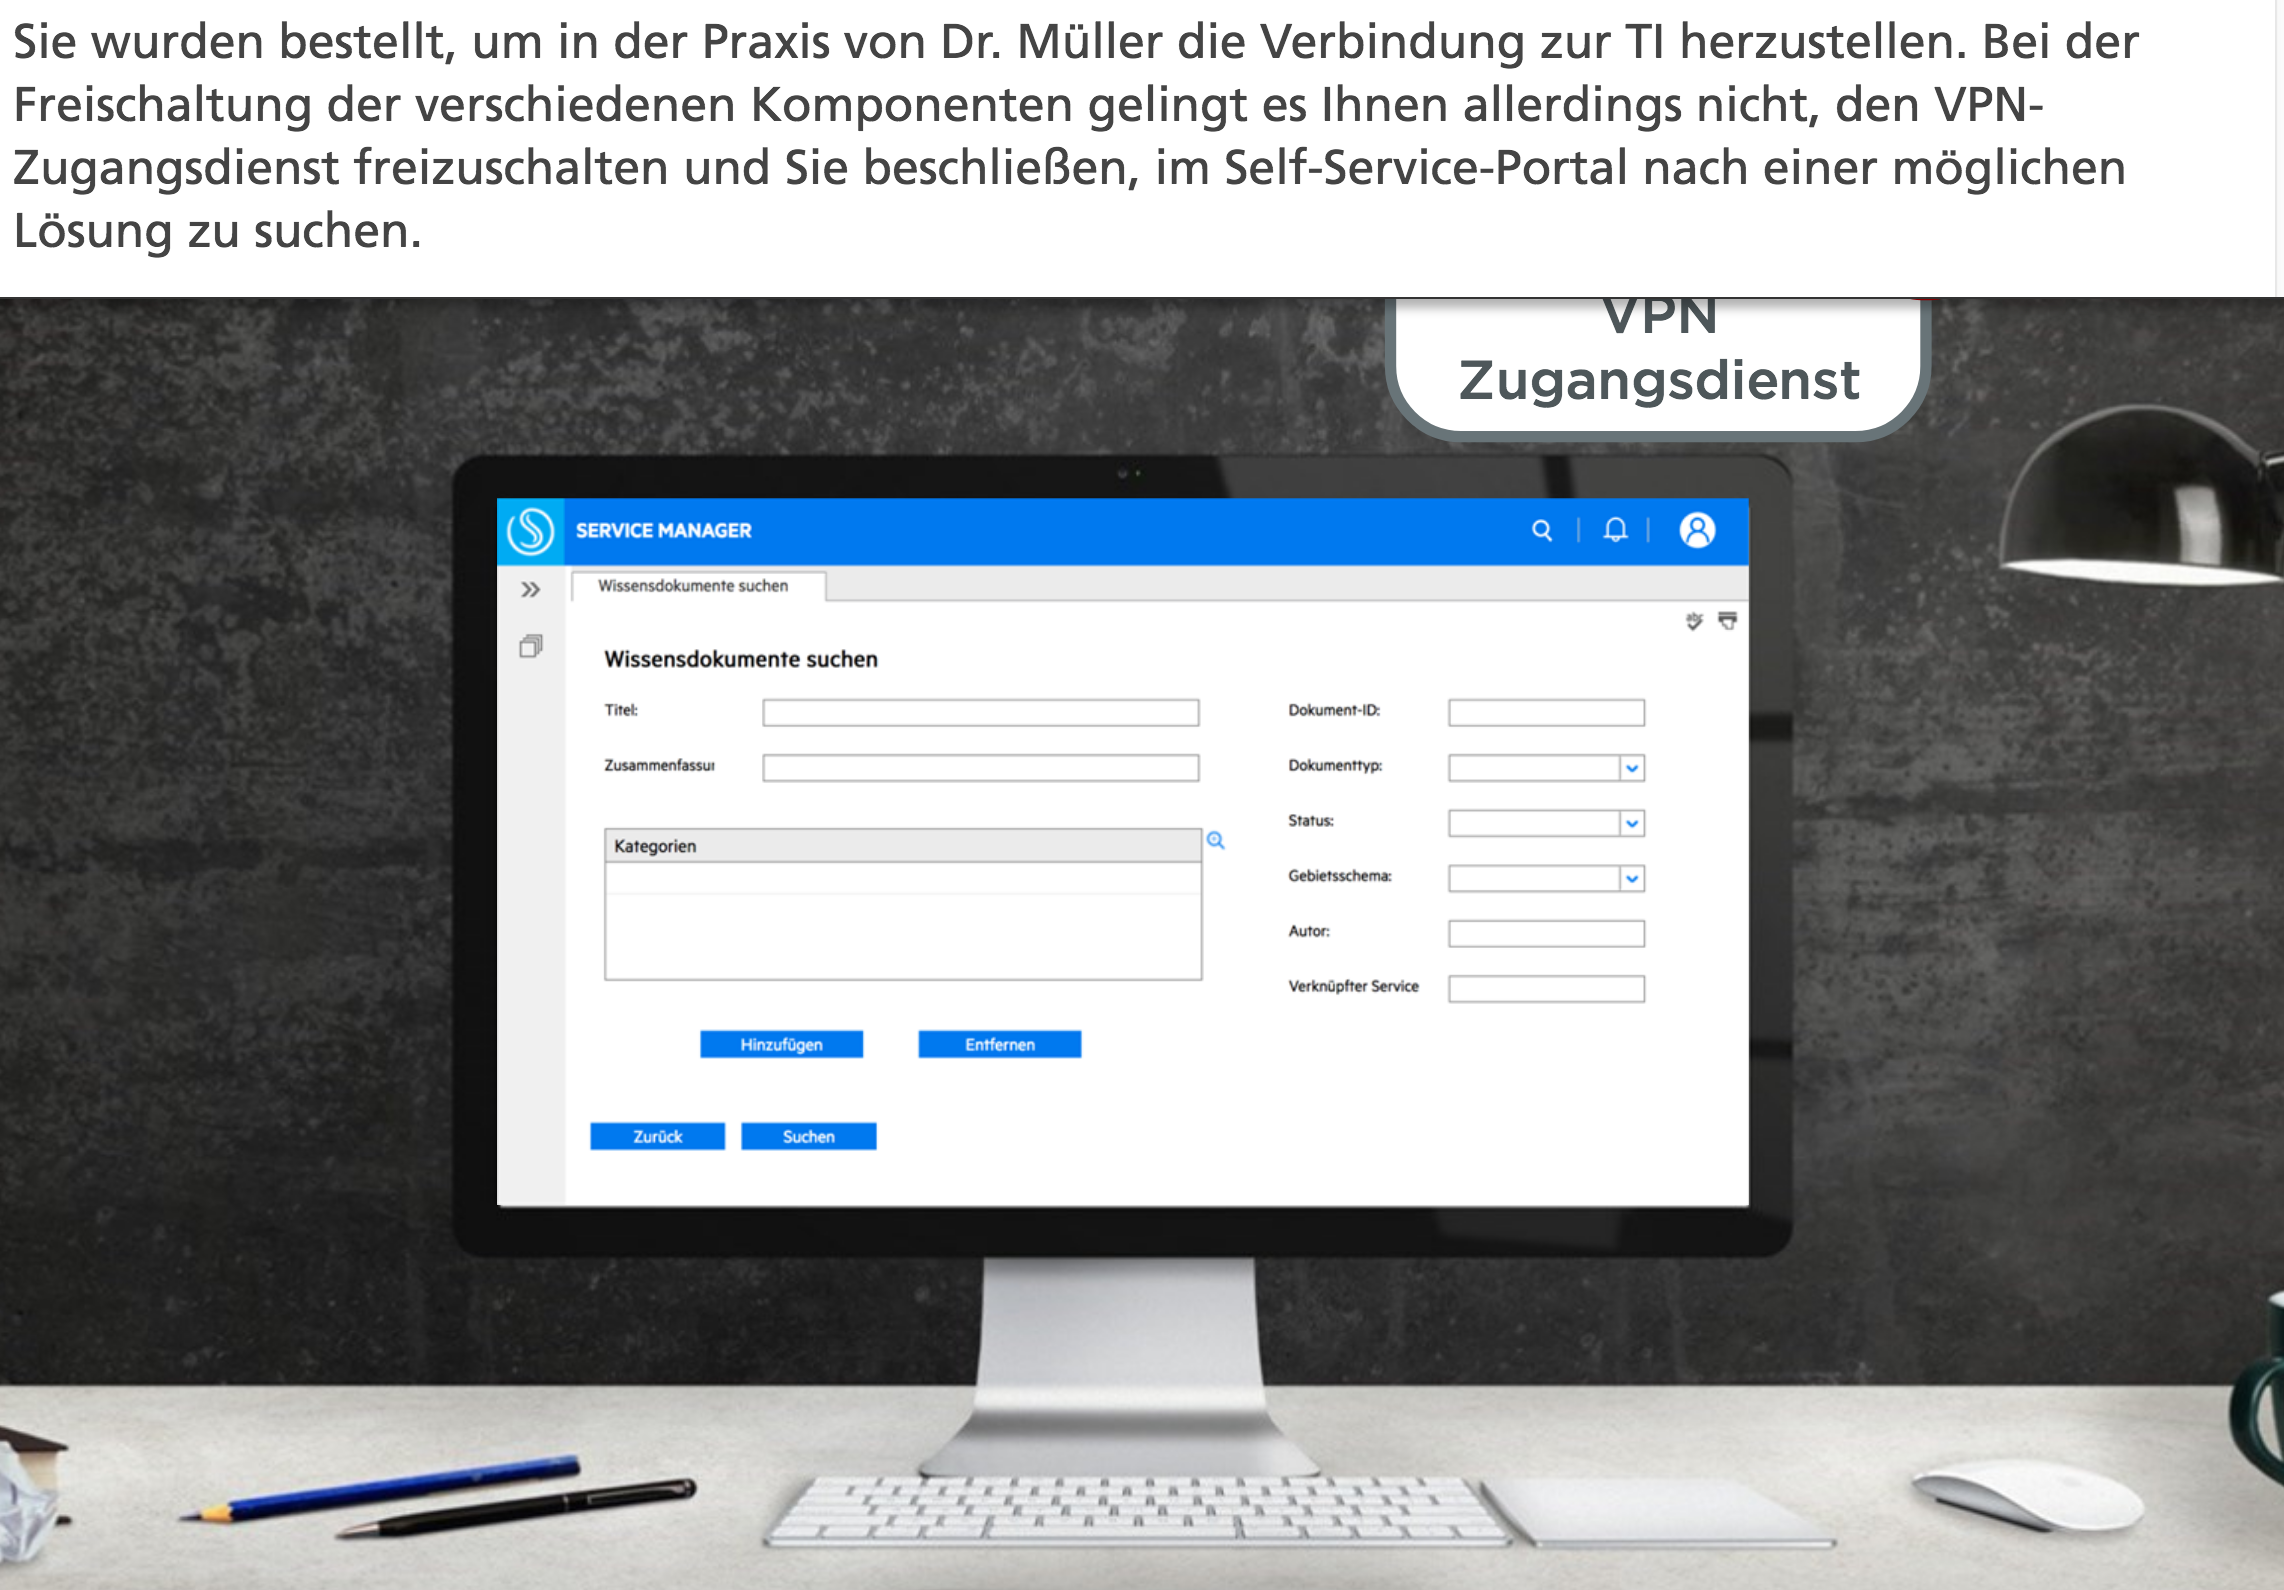 Sie wurden bestellt, um in der Praxis von Dr. Müller die Verbindung zur TI herzustellen. Bei der
Freischaltung der verschiedenen Komponenten gelingt es Ihnen allerdings nicht, den VPN-
Zugangsdienst freizuschalten und Sie beschließen, im Self-Service-Portal nach einer möglichen
Lösung zu suchen.
VPN
Zugangsdienst
SERVICE MANAGER
Wissensdokumente suchen
abc
Wissensdokumente suchen
Titel:
Dokument-ID:
Zusammenfassur
Dokumenttyp:
Status:
Kategorien
Gebietsschema:
Autor:
Verknüpfter Service
Hinzufügen
Entfernen
Zurück
Suchen